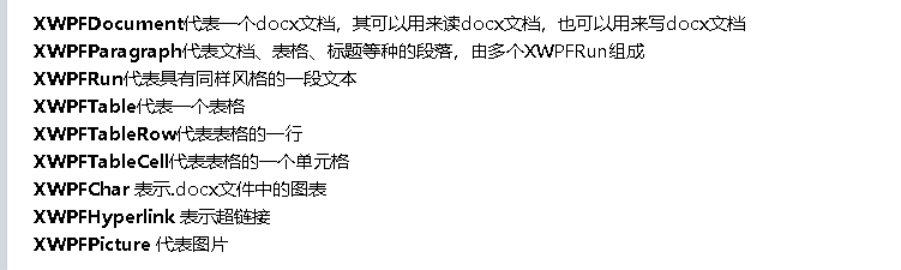 XWPFDocument代表一个docx文档，其可以用来读docx文档，也可以用来写docx文档
XWPFParagraph代表文档、表格、标题等种的段落，由多个XWPFRun组成
XWPFRun代表具有同样风格的一段文本
XWPFTable代表一个表格
XWPFTableRow代表表格的一行
XWPFTableCell代表表格的一个单元格
XWPFChar 表示.docx文件中的图表
XWPFHyperlink 表示超链接
XWPFPicture 代表图片